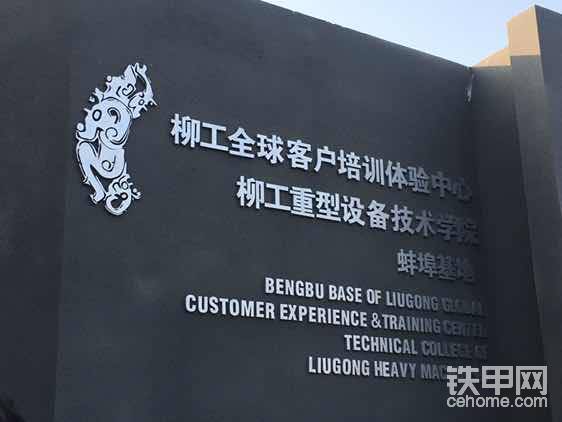 柳工全球客户培训体验中心
柳工重型设备技术学院
蚌埠基地
BENGBU BASE OF LIUGONG GLOBAL
CUSTOMER EXPERIENCE & TRAINING CENTER
TECHNICAL COLLEGE OF
LIUGONG HEAVY
铁甲网
cehome.com